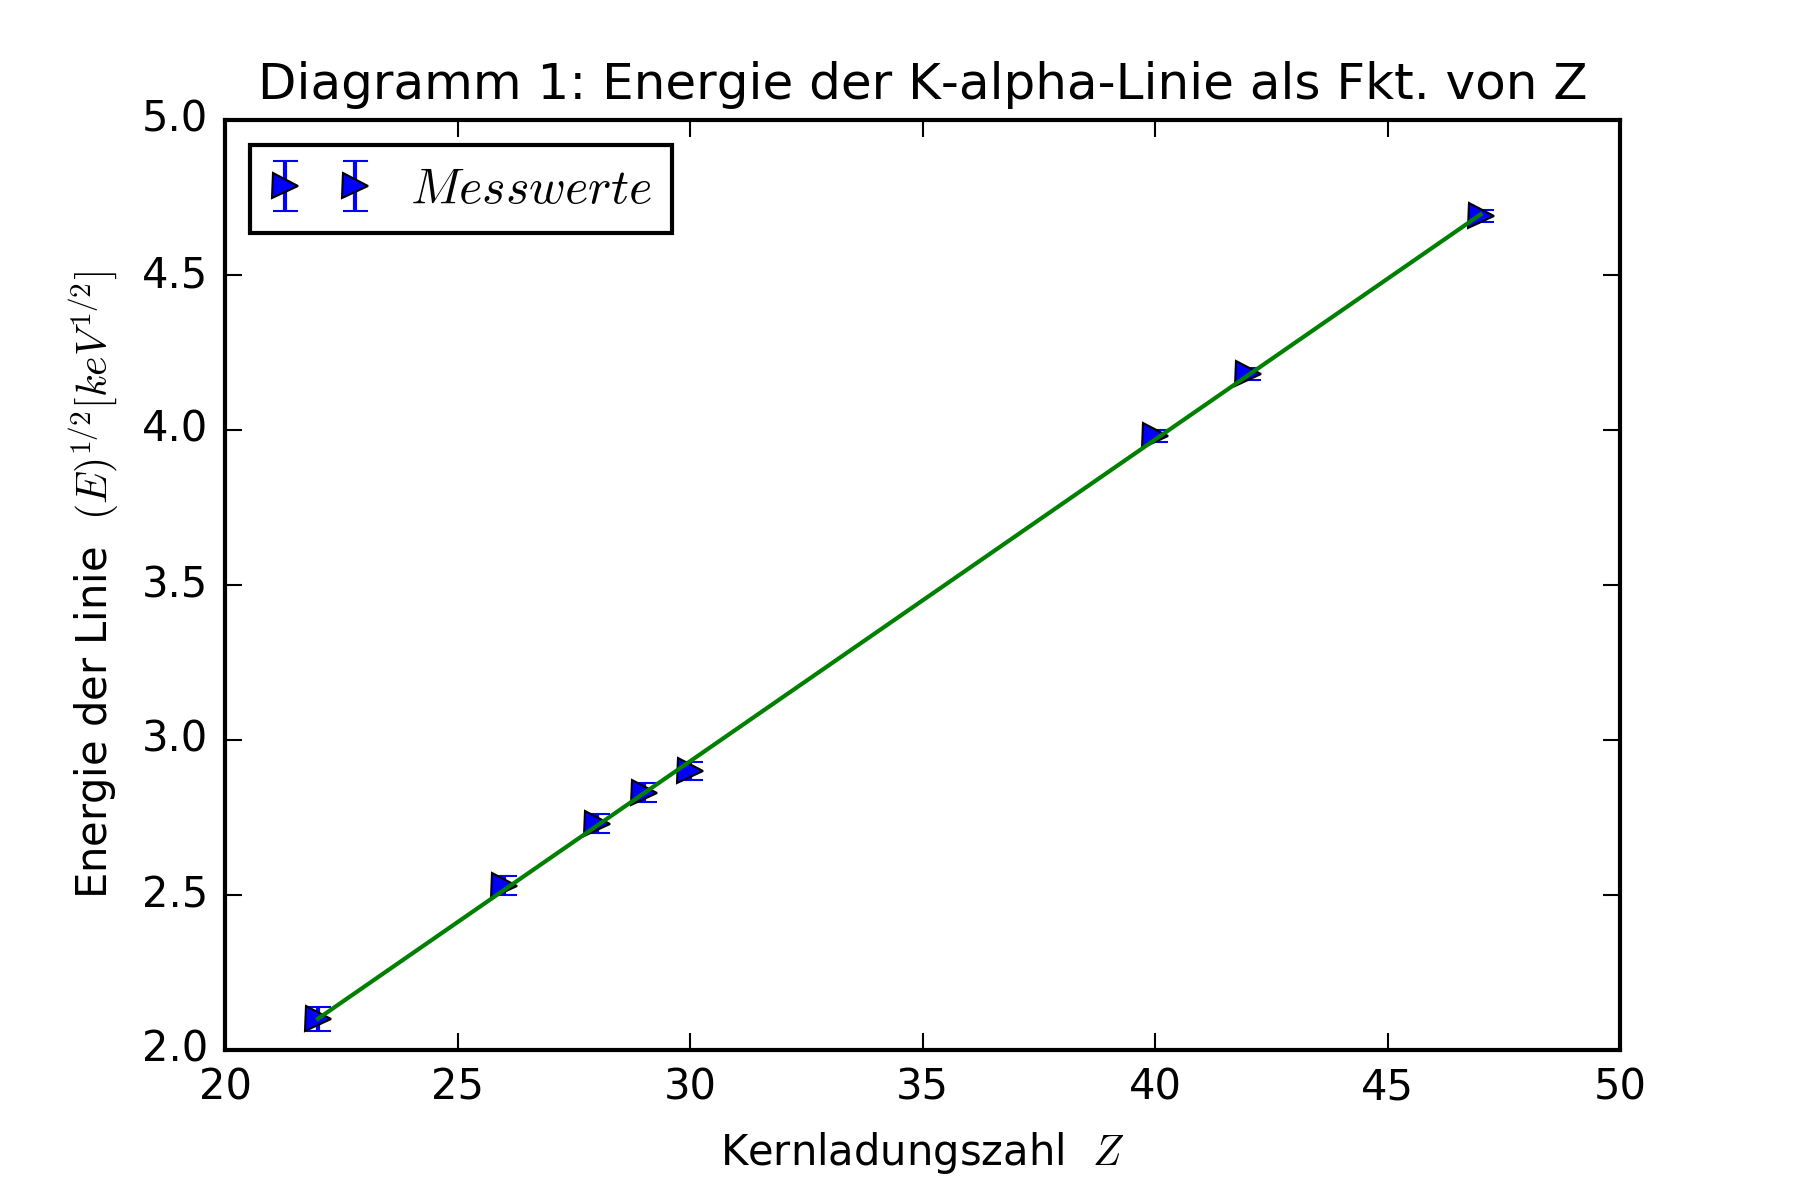 Diagramm 1: Energie der K-alpha-Linie als Fkt. von Z
Messwerte
5.0
4.5
4.0
3.5
3.0
2.5
2.0
Energie der Linie (E)^{1/2}[keV^{1/2}]
20 25 30 35 40 45 50
Kernladungszahl Z